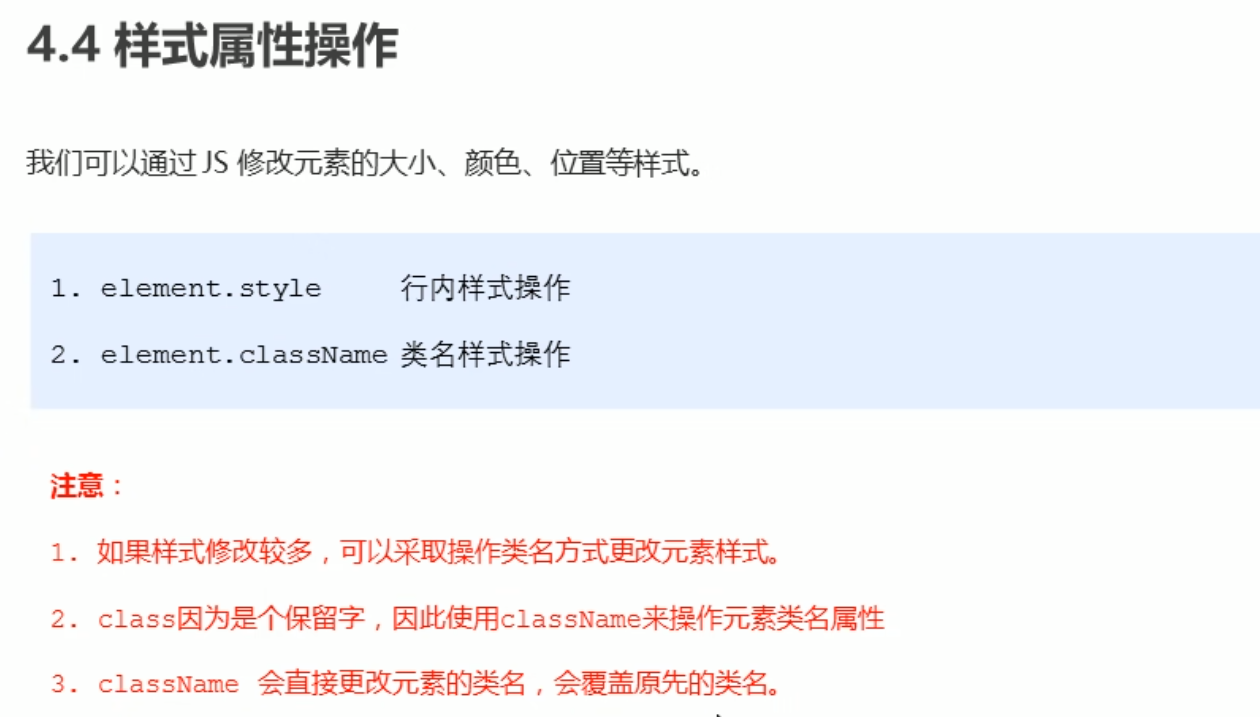 4.4 样式属性操作
我们可以通过 JS 修改元素的大小、颜色、位置等样式。
1. element.style 行内样式操作
2. element.className 类名样式操作
注意：
1. 如果样式修改较多，可以采取操作类名方式更改元素样式。
2. class因为是个保留字，因此使用className来操作元素类名属性
3. className 会直接更改元素的类名，会覆盖原先的类名。